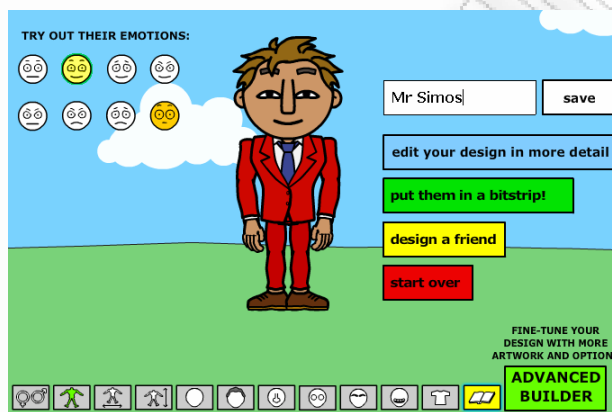 TRY OUT THEIR EMOTIONS:
Mr Simos
save
edit your design in more detail
put them in a bitstrip!
design a friend
start over
FINE-TUNE YOUR
DESIGN WITH MORE
ARTWORK AND OPTION
ADVANCED
BUILDER